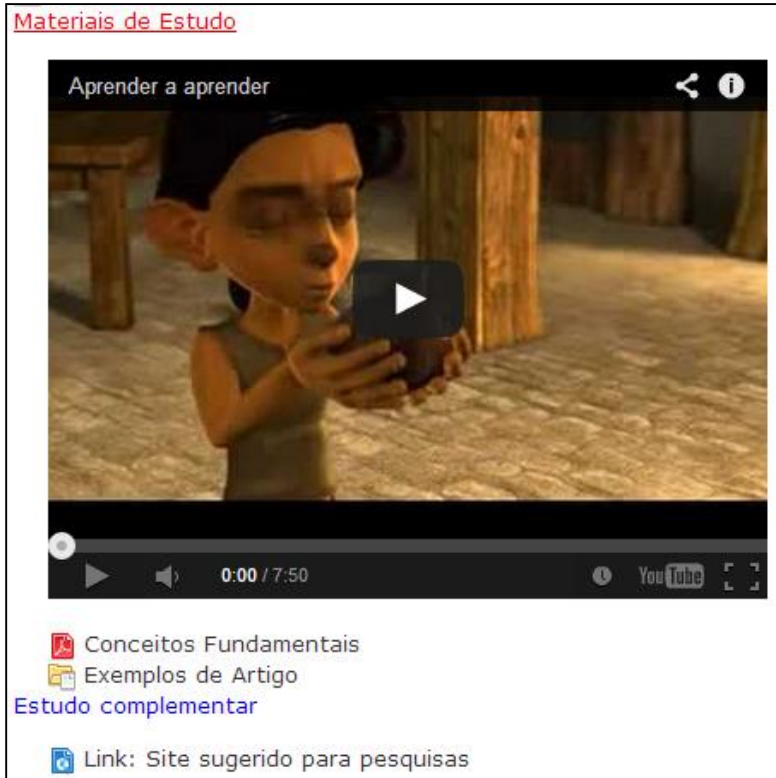 Materiais de Estudo
Aprender a aprender
0:00 / 7:50
YouTube
Conceitos Fundamentais
Exemplos de Artigo
Estudo complementar
Link: Site sugerido para pesquisas